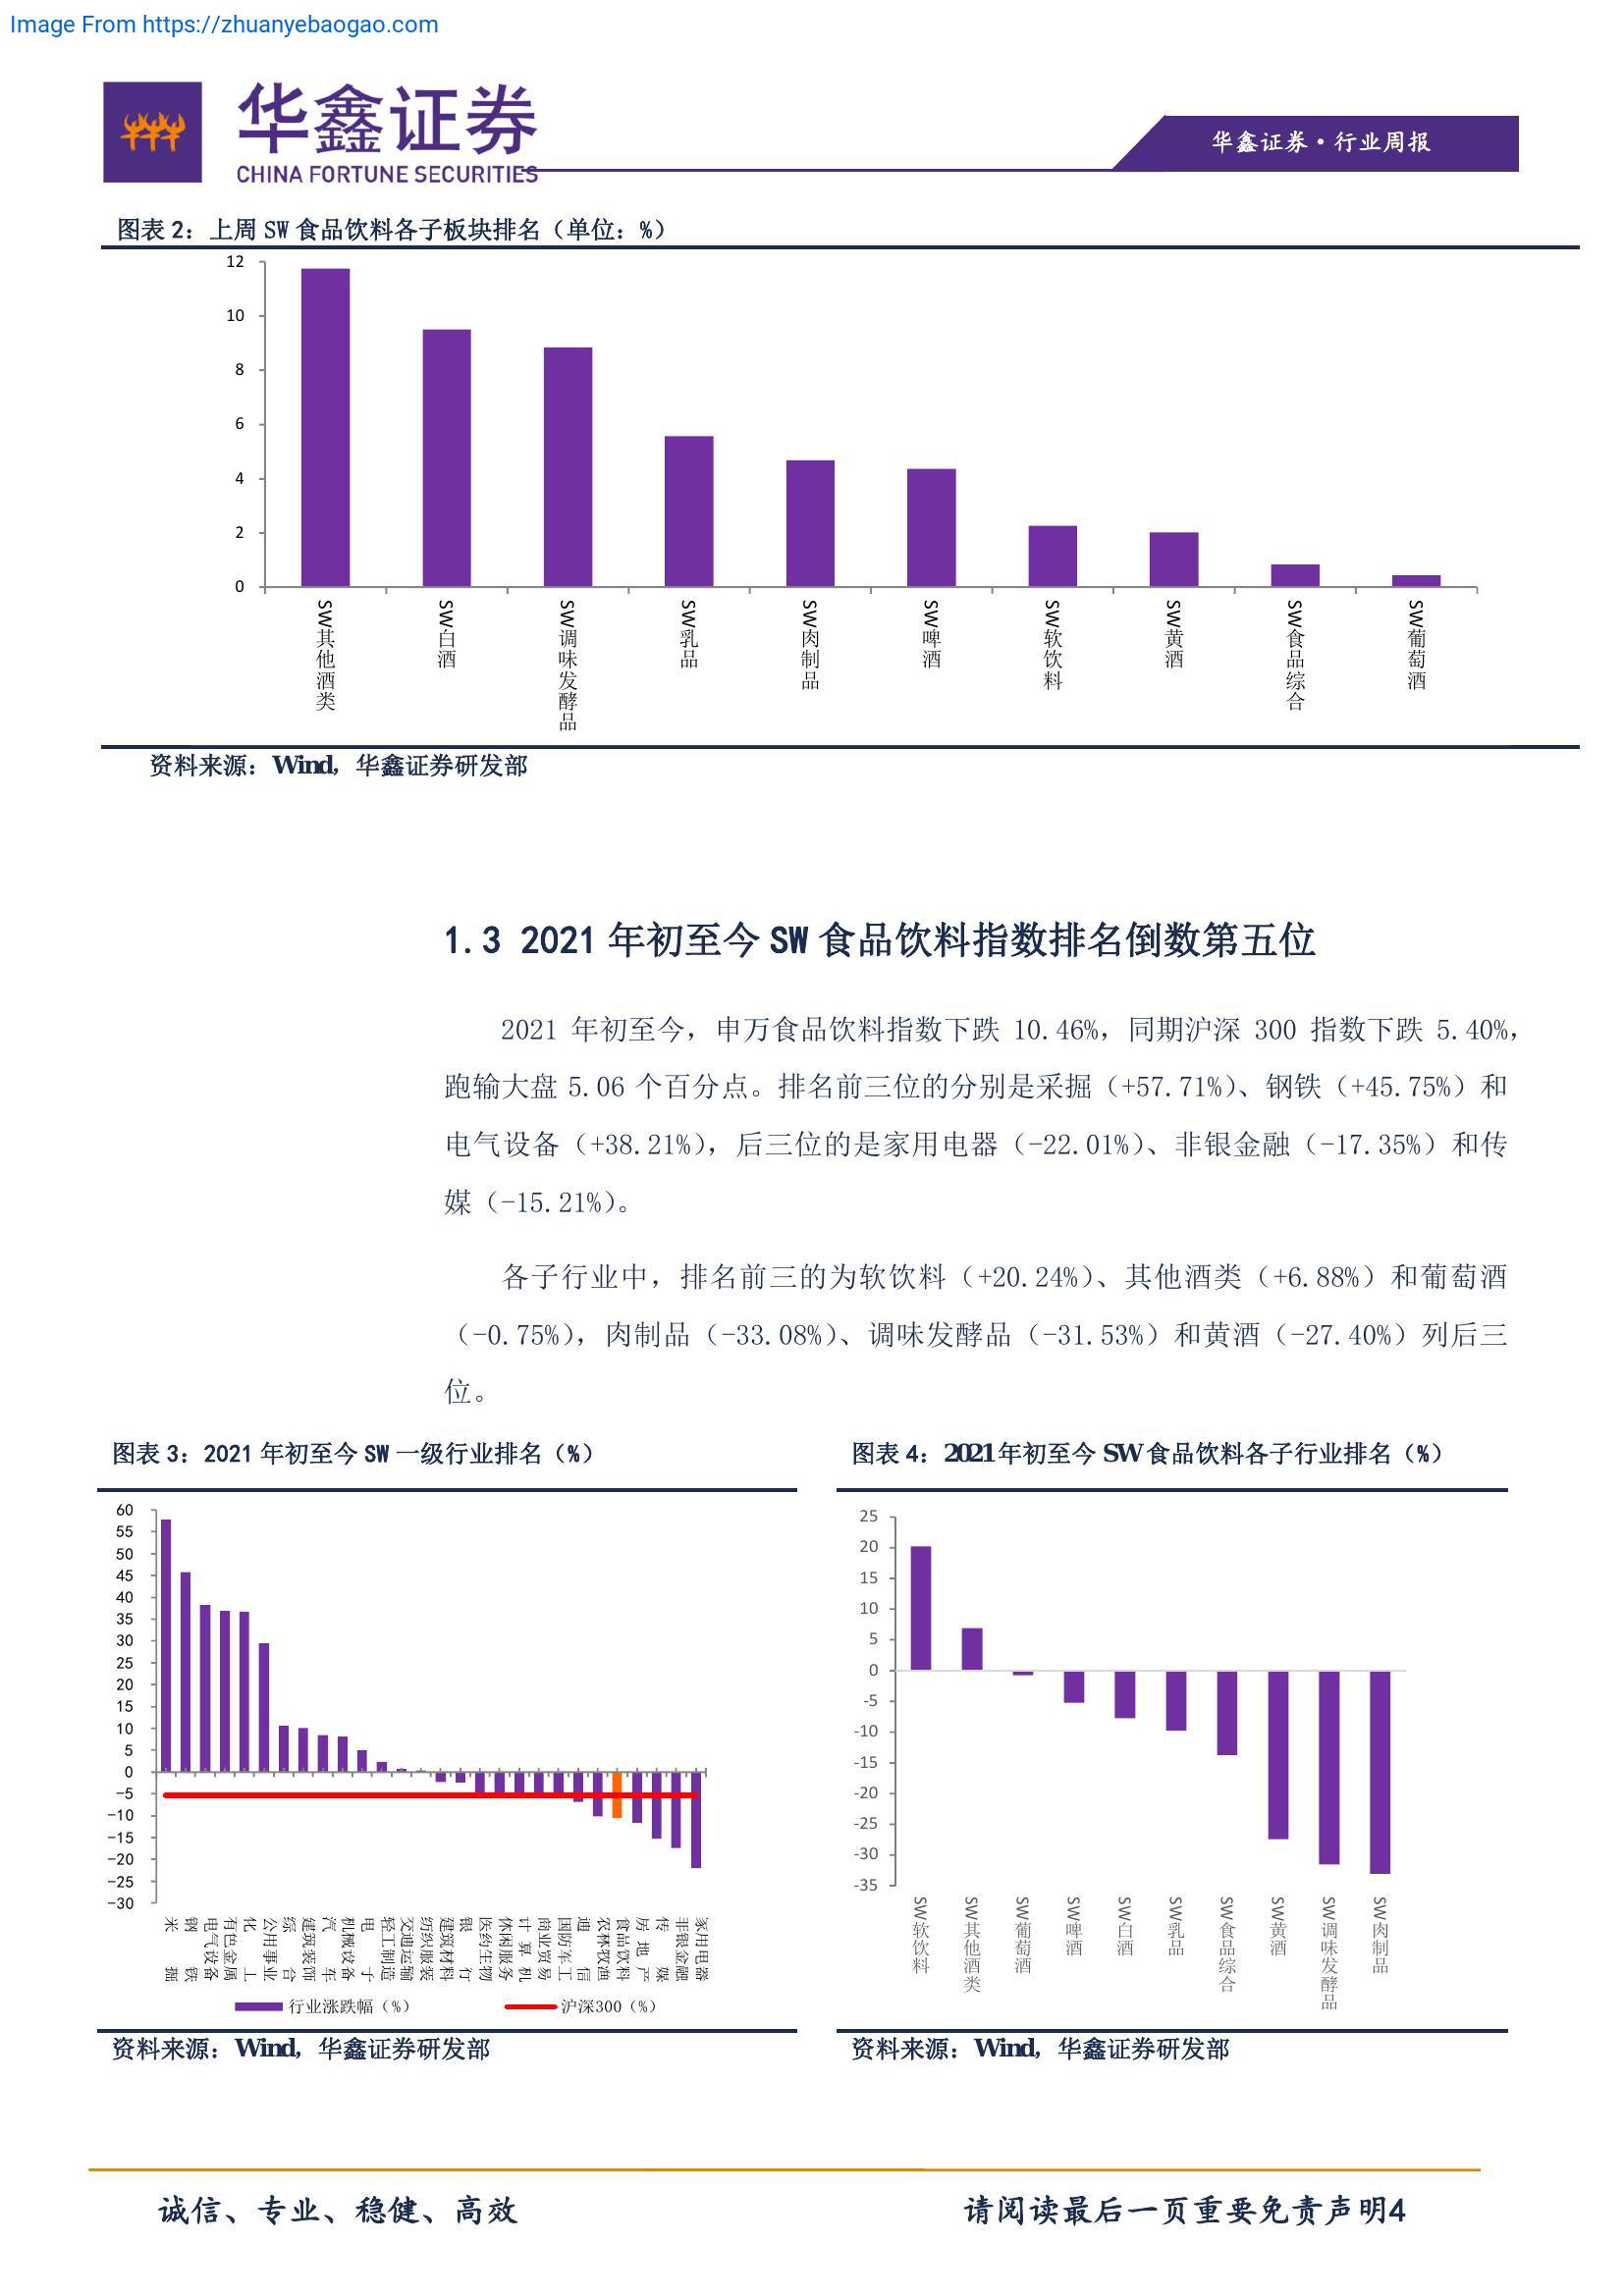 Image From https://zhuanyebaogao.com
华鑫证券
CHINA FORTUNE SECURITIES
华鑫证券·行业周报
图表 2：上周 SW 食品饮料各子板块排名（单位：%）
12
10
8
6
4
2
0
SW其他酒类
SW白酒
SW调味发酵品
SW乳品
SW肉制品
SW啤酒
SW软饮料
SW黄酒
SW食品综合
SW葡萄酒
资料来源：Wind，华鑫证券研发部
1.3 2021 年初至今 SW 食品饮料指数排名倒数第五位
2021 年初至今，申万食品饮料指数下跌 10.46%，同期沪深 300 指数下跌 5.40%，
跑输大盘 5.06 个百分点。排名前三位的分别是采掘（+57.71%）、钢铁（+45.75%）和
电气设备（+38.21%），后三位的是家用电器（-22.01%）、非银金融（-17.35%）和传
媒（-15.21%）。
各子行业中，排名前三的为软饮料（+20.24%）、其他酒类（+6.88%）和葡萄酒
（-0.75%），肉制品（-33.08%）、调味发酵品（-31.53%）和黄酒（-27.40%）列后三
位。
图表 3：2021 年初至今 SW 一级行业排名（%）
60
55
50
45
40
35
30
25
20
15
10
5
0
-5
-10
-15
-20
-25
-30
采掘
钢铁
电气设备
有色金属
化工
公用事业
综合
建筑装饰
汽车
机械设备
电子
轻工制造
交通运输
纺织服装
建筑材料
银行
医药生物
休闲服务
计算机
商业贸易
国防军工
通信
农林牧渔
食品饮料
房地产
传媒
非银金融
家用电器
行业涨跌幅（%）
沪深300（%）
资料来源：Wind，华鑫证券研发部
图表 4：2021 年初至今 SW 食品饮料各子行业排名（%）
25
20
15
10
5
0
-5
-10
-15
-20
-25
-30
-35
SW软饮料
SW其他酒类
SW葡萄酒
SW啤酒
SW白酒
SW乳品
SW食品综合
SW黄酒
SW调味发酵品
SW肉制品
资料来源：Wind，华鑫证券研发部
诚信、专业、稳健、高效
请阅读最后一页重要免责声明4